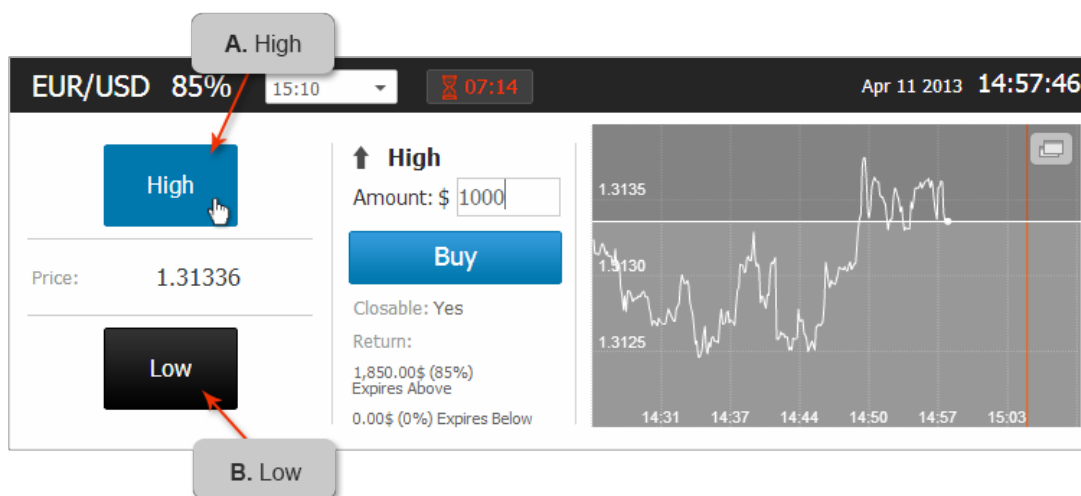 A. High
EUR/USD 85% 15:10 07:14 Apr 11 2013 14:57:46
High
Price: 1.31336
Low
High
Amount: $ 1000
Buy
Closable: Yes
Return:
1,850.00$ (85%)
Expires Above
0.00$ (0%) Expires Below
1.3135
1.3130
1.3125
14:31 14:37 14:44 14:50 14:57 15:03
B. Low